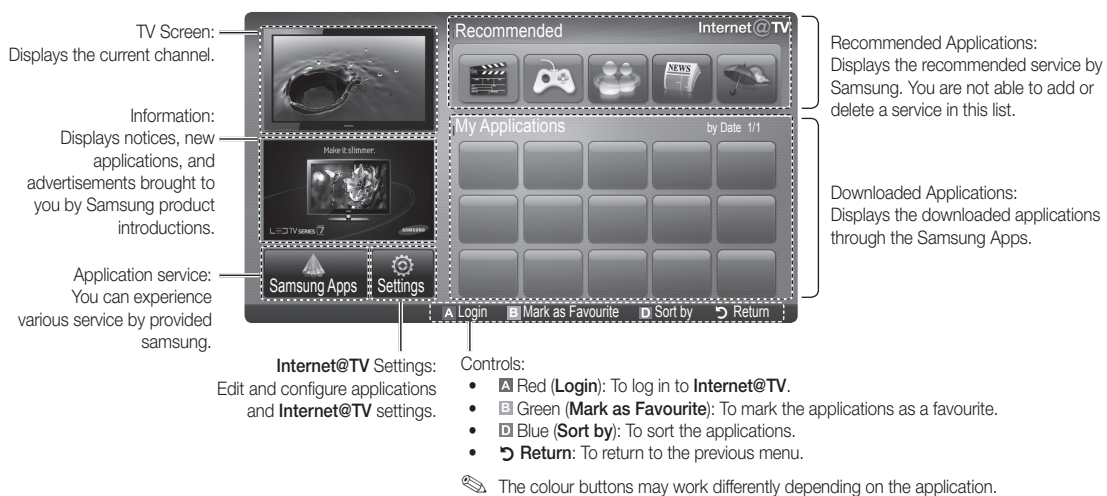 TV Screen:
Displays the current channel.
Information:
Displays notices, new
applications, and
advertisements brought to
you by Samsung product
introductions.
Application service:
You can experience
various service by provided
samsung.
Internet@TV Settings:
Edit and configure applications
and Internet@TV settings.
Make it slimmer.
LED TV SERIES 7
SAMSUNG
Samsung Apps
Settings
Recommended
Internet@TV
NEWS
My Applications
by Date 1/1
A Login B Mark as Favourite D Sort by Return
Recommended Applications:
Displays the recommended service by
Samsung. You are not able to add or
delete a service in this list.
Downloaded Applications:
Displays the downloaded applications
through the Samsung Apps.
Controls:
• A Red (Login): To log in to Internet@TV.
• B Green (Mark as Favourite): To mark the applications as a favourite.
• D Blue (Sort by): To sort the applications.
• Return: To return to the previous menu.
The colour buttons may work differently depending on the application.